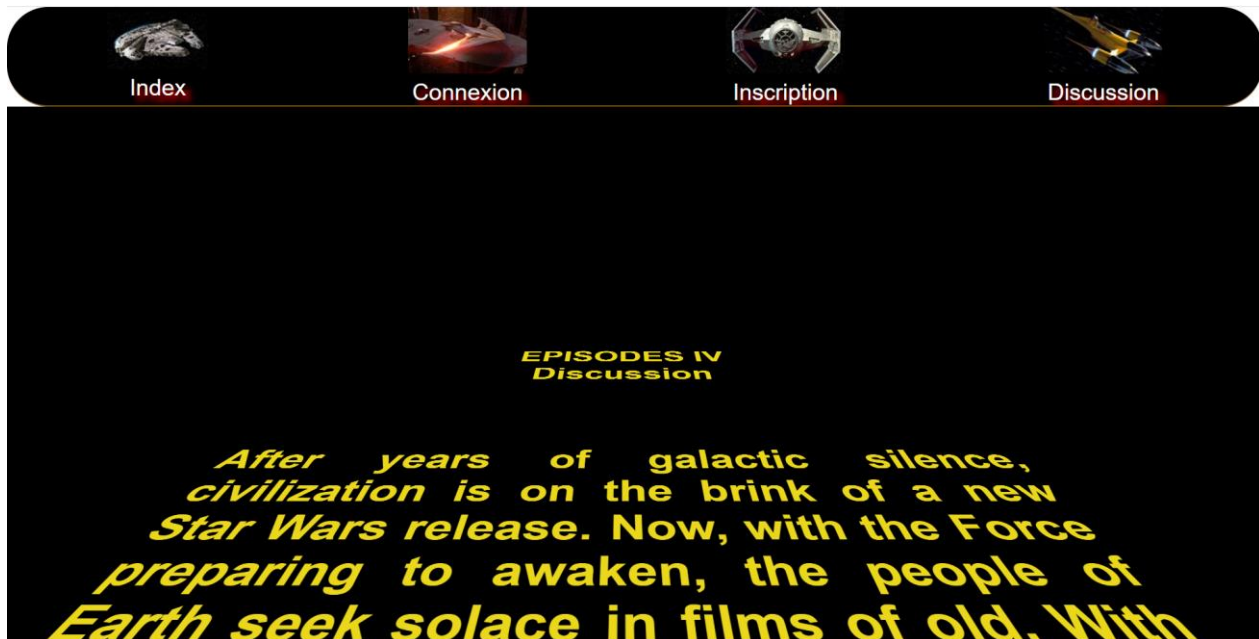 Index
Connexion
Inscription
Discussion
EPISODES IV
Discussion
After years of galactic silence,
civilization is on the brink of a new
Star Wars release. Now, with the Force
preparing to awaken, the people of
Earth seek solace in films of old. With